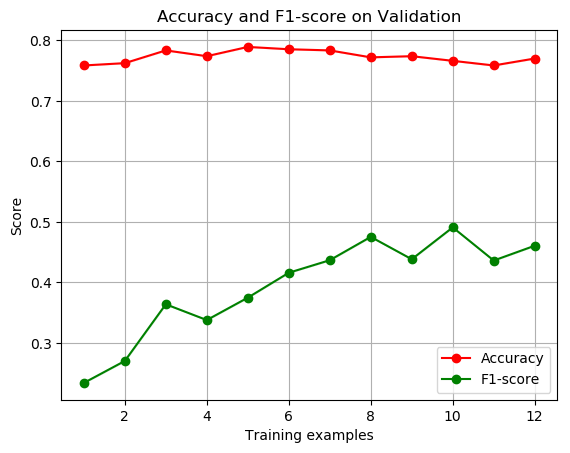 Accuracy and F1-score on Validation
0.8
0.7
0.6
0.5
0.4
0.3
Score
2 4 6 8 10 12
Training examples
Accuracy
F1-score